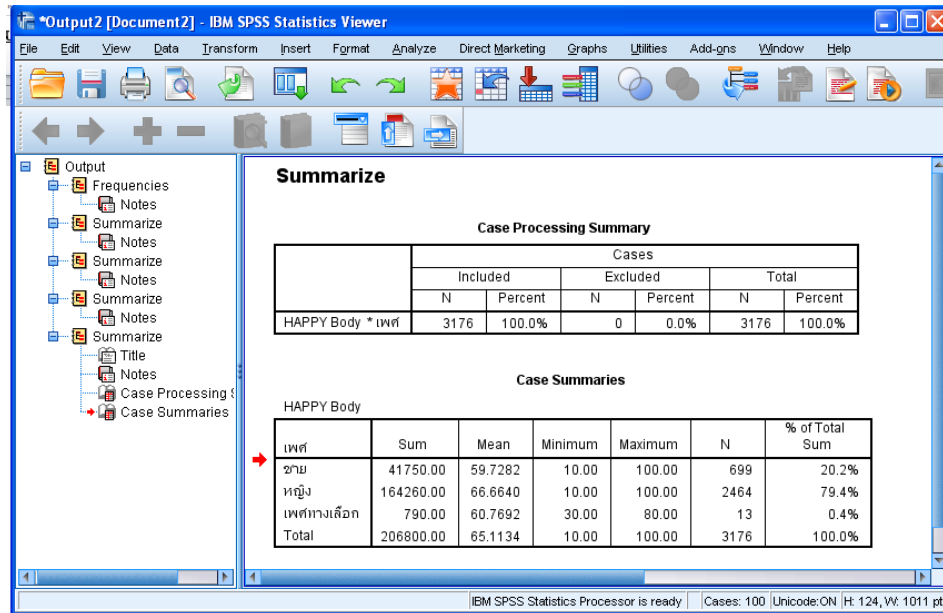 *Output2 [Document2] - IBM SPSS Statistics Viewer
File Edit View Data Transform Insert Format Analyze Direct Marketing Graphs Utilities Add-ons Window Help
Output
Frequencies
Notes
Summarize
Notes
Summarize
Notes
Summarize
Notes
Summarize
Title
Notes
Case Processing S
Case Summaries
Summarize
Case Processing Summary
Cases
Included Excluded Total
N Percent N Percent N Percent
HAPPY Body * เพศ 3176 100.0% 0 0.0% 3176 100.0%
Case Summaries
HAPPY Body
เพศ Sum Mean Minimum Maximum N % of Total Sum
ชาย 41750.00 59.7282 10.00 100.00 699 20.2%
หญิง 164260.00 66.6640 10.00 100.00 2464 79.4%
เพศทางเลือก 790.00 60.7692 30.00 80.00 13 0.4%
Total 206800.00 65.1134 10.00 100.00 3176 100.0%
IBM SPSS Statistics Processor is ready Cases: 100 Unicode:ON H: 124, W: 1011 pt